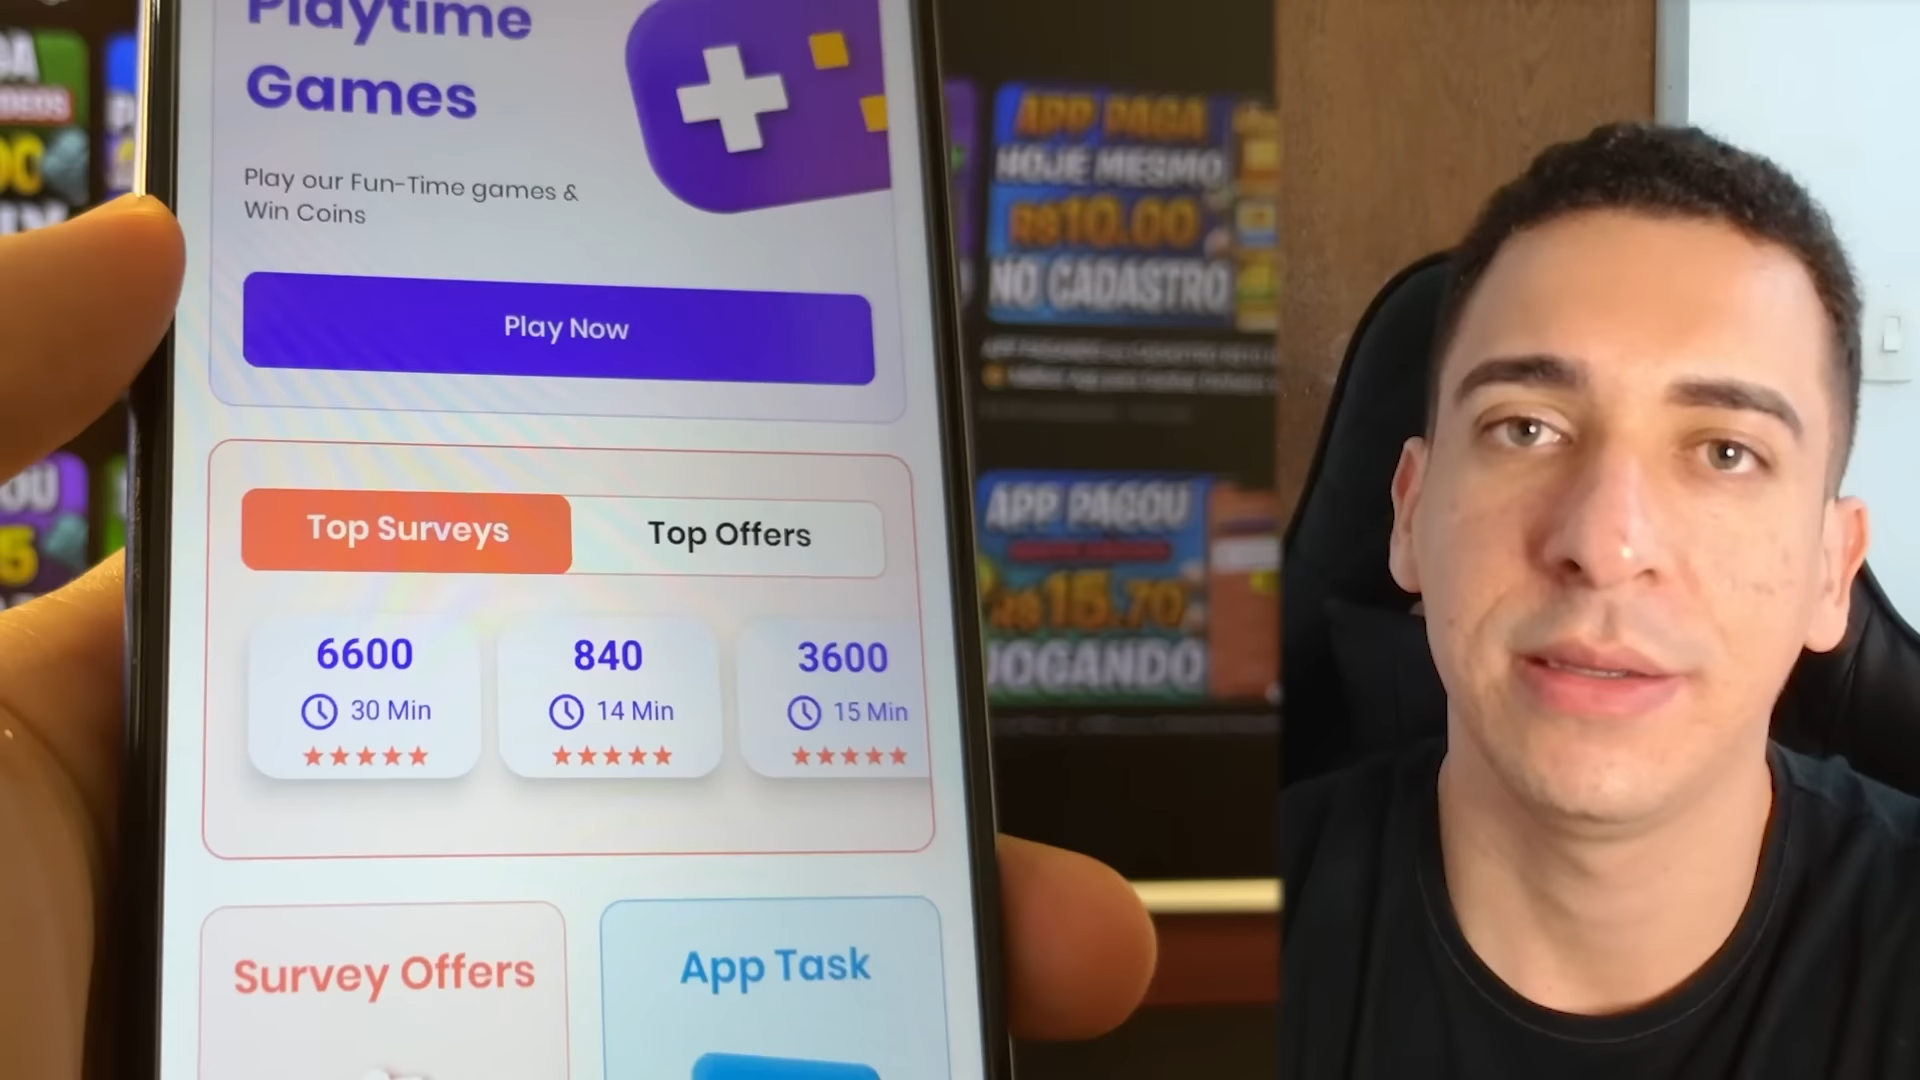 Playtime
Games
Play our Fun-Time games &
Win Coins
Play Now
Top Surveys
Top Offers
6600
30 Min
840
14 Min
3600
15 Min
Survey Offers
App Task
APP PAGA
HOJE MESMO
R$10.00
NO CADASTRO
APP PAGOU
R$15.70
JOGANDO